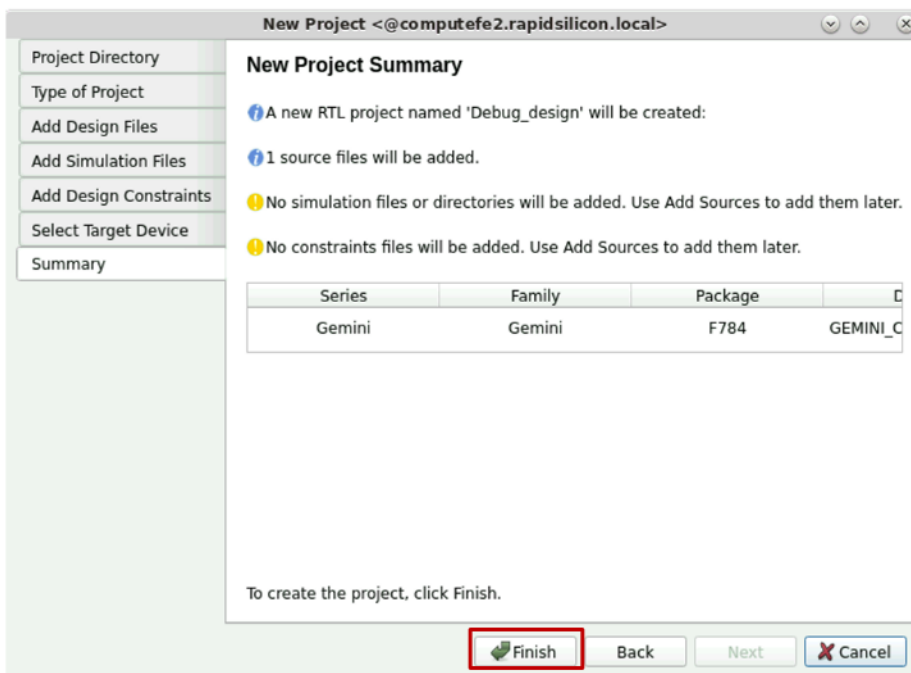 New Project <@computefe2.rapidsilicon.local>
Project Directory
Type of Project
Add Design Files
Add Simulation Files
Add Design Constraints
Select Target Device
Summary
New Project Summary
A new RTL project named 'Debug_design' will be created:
1 source files will be added.
No simulation files or directories will be added. Use Add Sources to add them later.
No constraints files will be added. Use Add Sources to add them later.
Series Family Package D
Gemini Gemini F784 GEMINI_C
To create the project, click Finish.
Finish Back Next Cancel